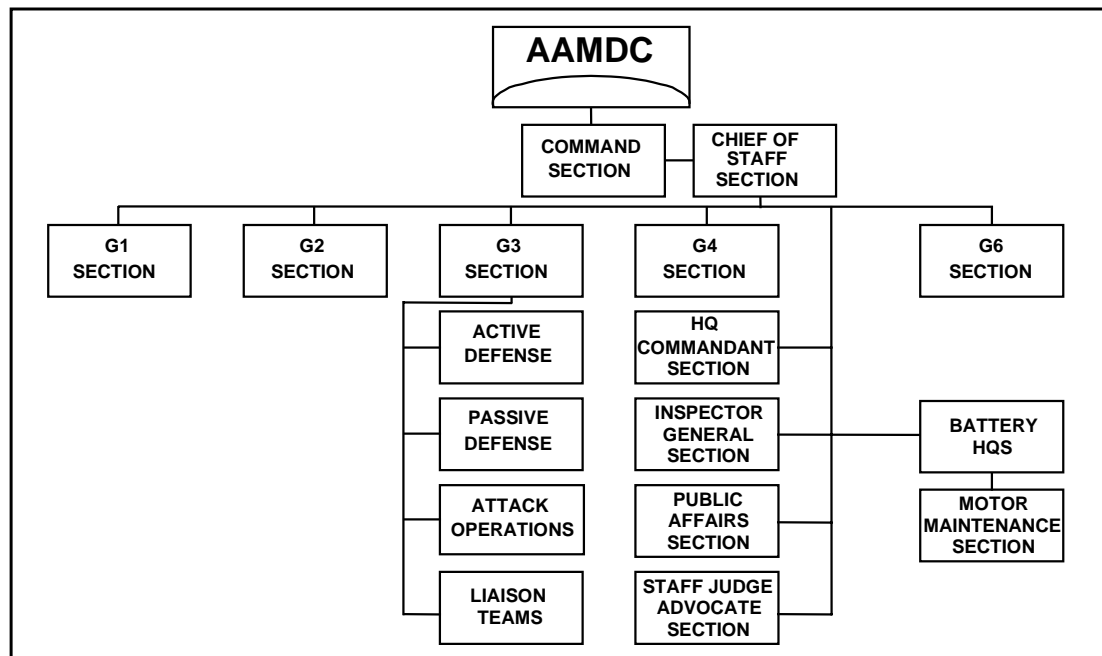 AAMDC
COMMAND
SECTION
CHIEF OF
STAFF
SECTION
G1
SECTION
G2
SECTION
G3
SECTION
G4
SECTION
G6
SECTION
ACTIVE
DEFENSE
HQ
COMMANDANT
SECTION
PASSIVE
DEFENSE
INSPECTOR
GENERAL
SECTION
BATTERY
HQS
ATTACK
OPERATIONS
PUBLIC
AFFAIRS
SECTION
MOTOR
MAINTENANCE
SECTION
LIAISON
TEAMS
STAFF JUDGE
ADVOCATE
SECTION